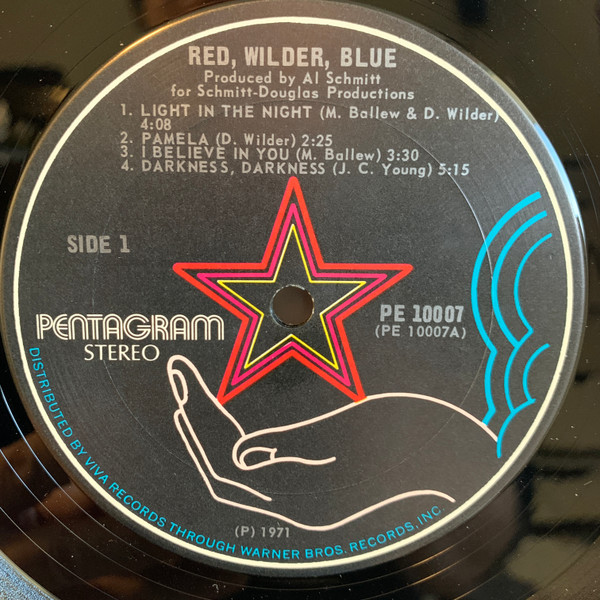 RED, WILDER, BLUE
Produced by Al Schmitt
for Schmitt-Douglas Productions
1. LIGHT IN THE NIGHT (M. Ballew & D. Wilder)
4:08
2. PAMELA (D. Wilder) 2:25
3. I BELIEVE IN YOU (M. Ballew) 3:30
4. DARKNESS, DARKNESS (J. C. Young) 5:15
SIDE 1
PE 10007
(PE 10007A)
PENTAGRAM
STEREO
(P) 1971
DISTRIBUTED BY VIVA RECORDS THROUGH WARNER BROS. RECORDS, INC.